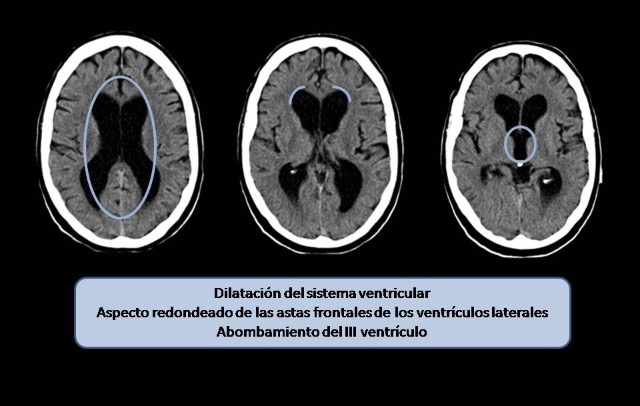 Dilatación del sistema ventricular
Aspecto redondeado de las astas frontales de los ventrículos laterales
Abombamiento del III ventrículo